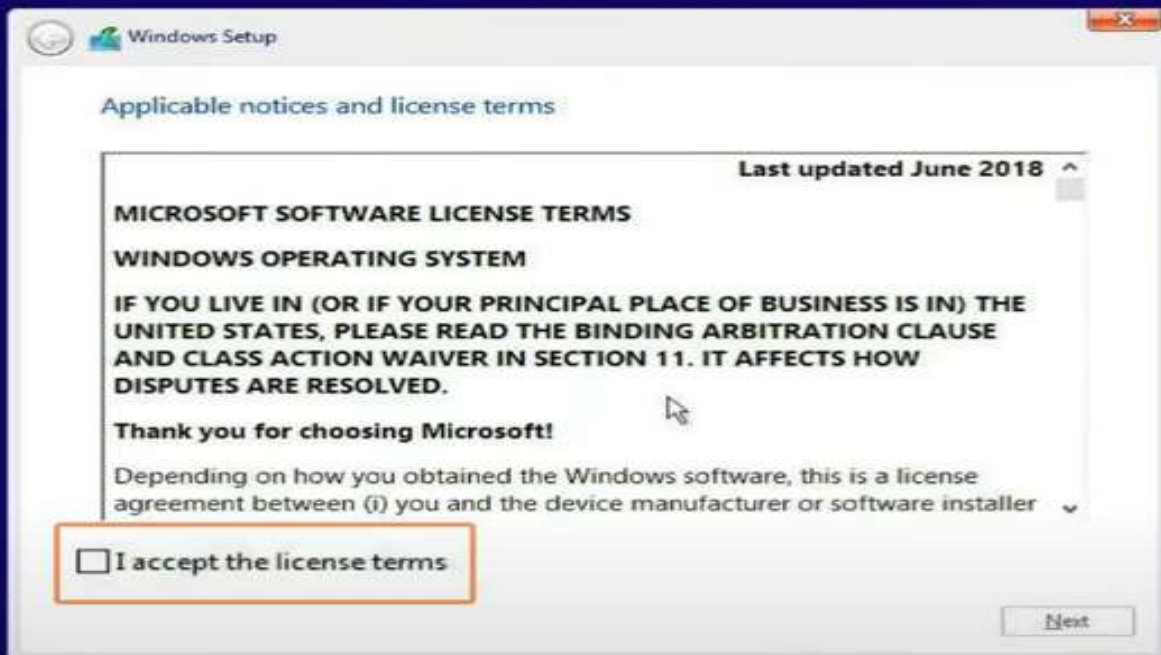 Windows Setup
Applicable notices and license terms
Last updated June 2018
MICROSOFT SOFTWARE LICENSE TERMS
WINDOWS OPERATING SYSTEM
IF YOU LIVE IN (OR IF YOUR PRINCIPAL PLACE OF BUSINESS IS IN) THE
UNITED STATES, PLEASE READ THE BINDING ARBITRATION CLAUSE
AND CLASS ACTION WAIVER IN SECTION 11. IT AFFECTS HOW
DISPUTES ARE RESOLVED.
Thank you for choosing Microsoft!
Depending on how you obtained the Windows software, this is a license
agreement between (i) you and the device manufacturer or software installer
I accept the license terms
Next